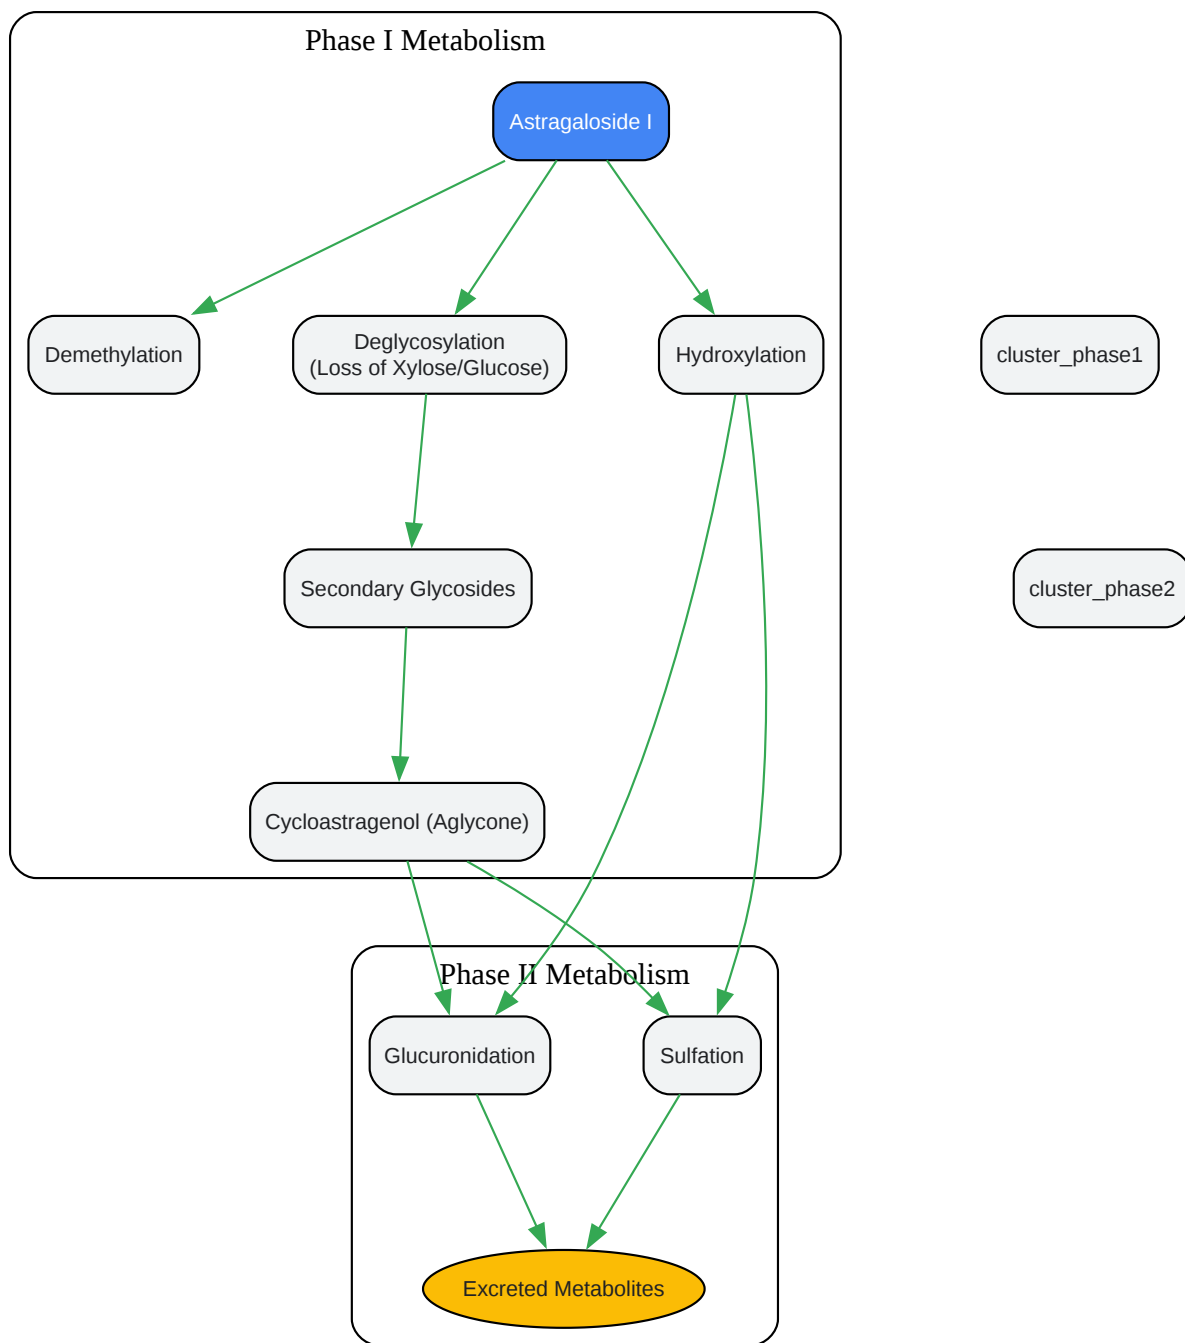 Phase I Metabolism
Astragaloside I
Demethylation
Deglycosylation
(Loss of Xylose/Glucose)
Hydroxylation
cluster_phase1
Secondary Glycosides
cluster_phase2
Cycloastragenol (Aglycone)
Phase II Metabolism
Glucuronidation
Sulfation
Excreted Metabolites